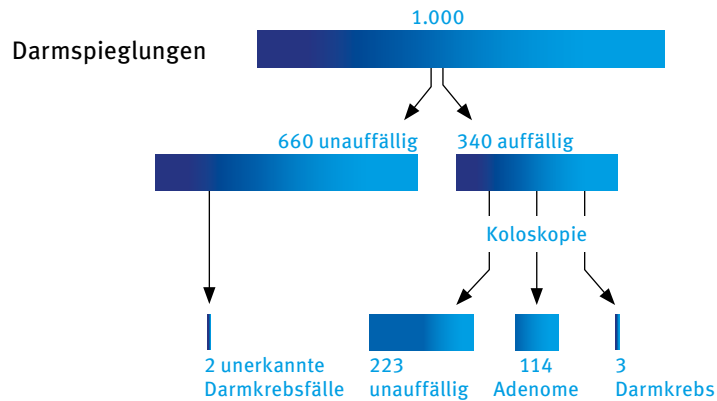 1.000
Darmspieglungen
660 unauffällig
340 auffällig
Koloskopie
2 unerkannte
Darmkrebsfälle
223
unauffällig
114
Adenome
3
Darmkrebs